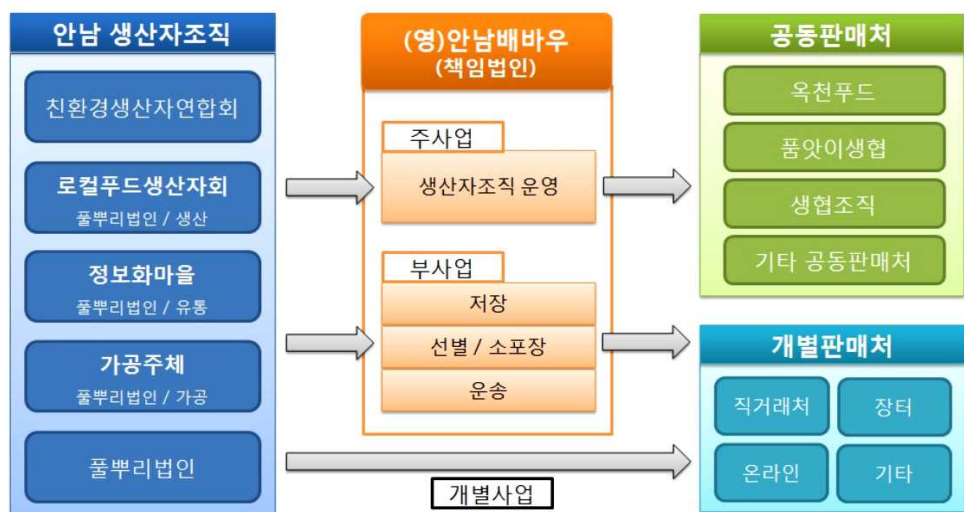 안남 생산자조직
친환경생산자연합회
로컬푸드생산자회
풀뿌리법인 / 생산
정보화마을
풀뿌리법인 / 유통
가공주체
풀뿌리법인 / 가공
풀뿌리법인
(영)안남배바우
(책임법인)
주사업
생산자조직 운영
부사업
저장
선별 / 소포장
운송
개별사업
공동판매처
옥천푸드
품앗이생협
생협조직
기타 공동판매처
개별판매처
직거래처
장터
온라인
기타